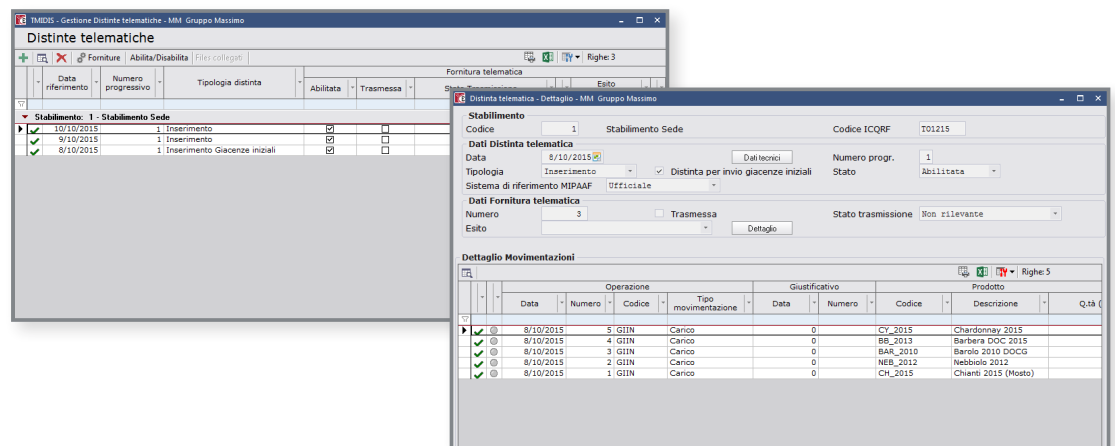 TMIDIS - Gestione Distinte telematiche - MM Gruppo Massimo
Distinte telematiche
Forniture Abilita/Disabilita Files collegati Righe: 3
Fornitura telematica
Data riferimento Numero progressivo Tipologia distinta Abilitata Trasmessa Esito
Stabilimento: 1 - Stabilimento Sede
10/10/2015 1 Inserimento
9/10/2015 1 Inserimento
8/10/2015 1 Inserimento Giacenze iniziali
Distinta telematica - Dettaglio - MM Gruppo Massimo
Stabilimento
Codice 1 Stabilimento Sede Codice ICQRF TO1215
Dati Distinta telematica
Data 8/10/2015 Dati tecnici Numero progr. 1
Tipologia Inserimento Distinta per invio giacenze iniziali Stato Abilitata
Sistema di riferimento MIPAAF Ufficiale
Dati Fornitura telematica
Numero 3 Trasmessa Stato trasmissione Non rilevante
Esito Dettaglio
Dettaglio Movimentazioni
Righe: 5
Operazione Giustificativo Prodotto
Data Numero Codice Tipo movimentazione Data Numero Codice Descrizione Q.tà (
8/10/2015 5 GIIN Carico 0 CY_2015 Chardonnay 2015
8/10/2015 4 GIIN Carico 0 BB_2013 Barbera DOC 2015
8/10/2015 3 GIIN Carico 0 BAR_2010 Barolo 2010 DOCG
8/10/2015 2 GIIN Carico 0 NEB_2012 Nebbiolo 2012
8/10/2015 1 GIIN Carico 0 CH_2015 Chianti 2015 (Mosto)